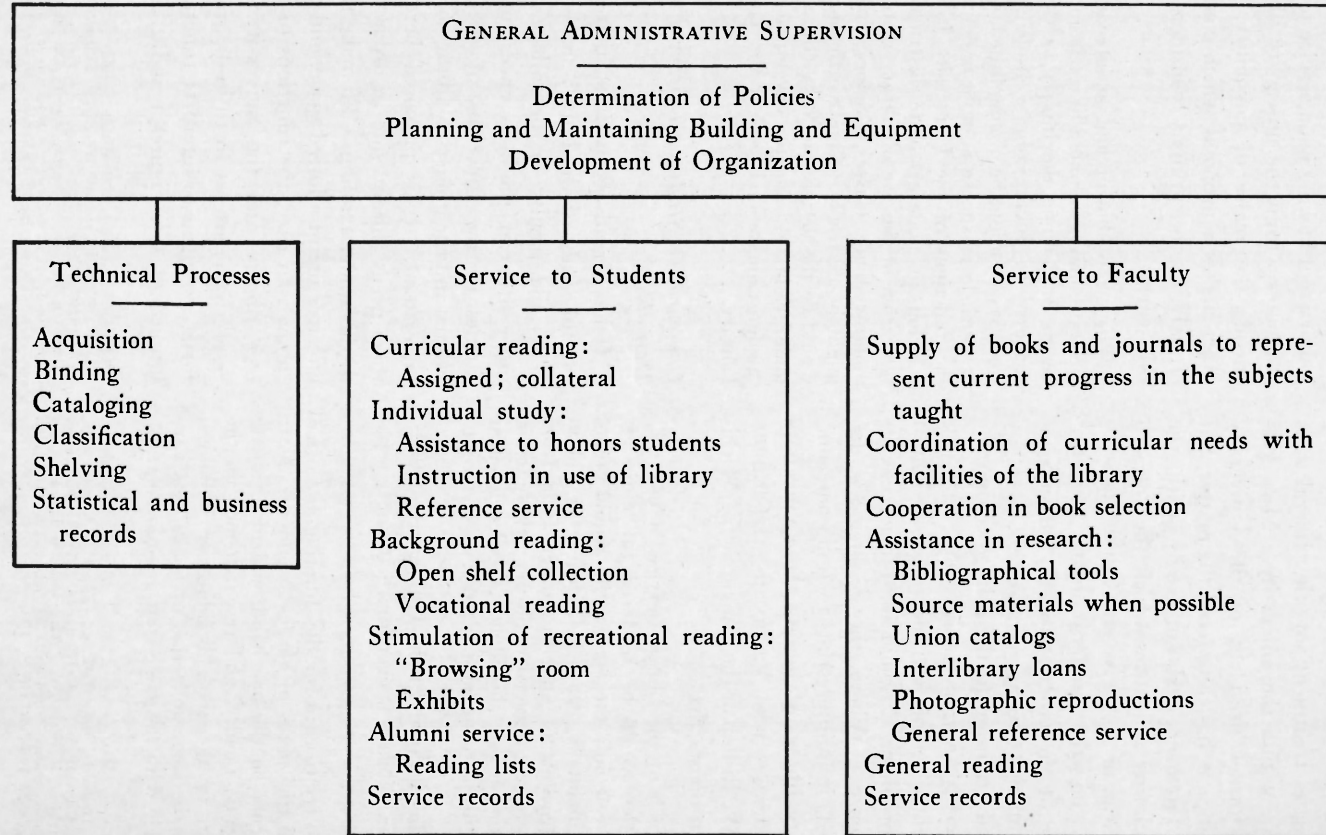 GENERAL ADMINISTRATIVE SUPERVISION
Determination of Policies
Planning and Maintaining Building and Equipment
Development of Organization
Technical Processes
Acquisition
Binding
Cataloging
Classification
Shelving
Statistical and business
records
Service to Students
Curricular reading:
Assigned; collateral
Individual study:
Assistance to honors students
Instruction in use of library
Reference service
Background reading:
Open shelf collection
Vocational reading
Stimulation of recreational reading:
“Browsing” room
Exhibits
Alumni service:
Reading lists
Service records
Service to Faculty
Supply of books and journals to repre-
sent current progress in the subjects
taught
Coordination of curricular needs with
facilities of the library
Cooperation in book selection
Assistance in research:
Bibliographical tools
Source materials when possible
Union catalogs
Interlibrary loans
Photographic reproductions
General reference service
General reading
Service records